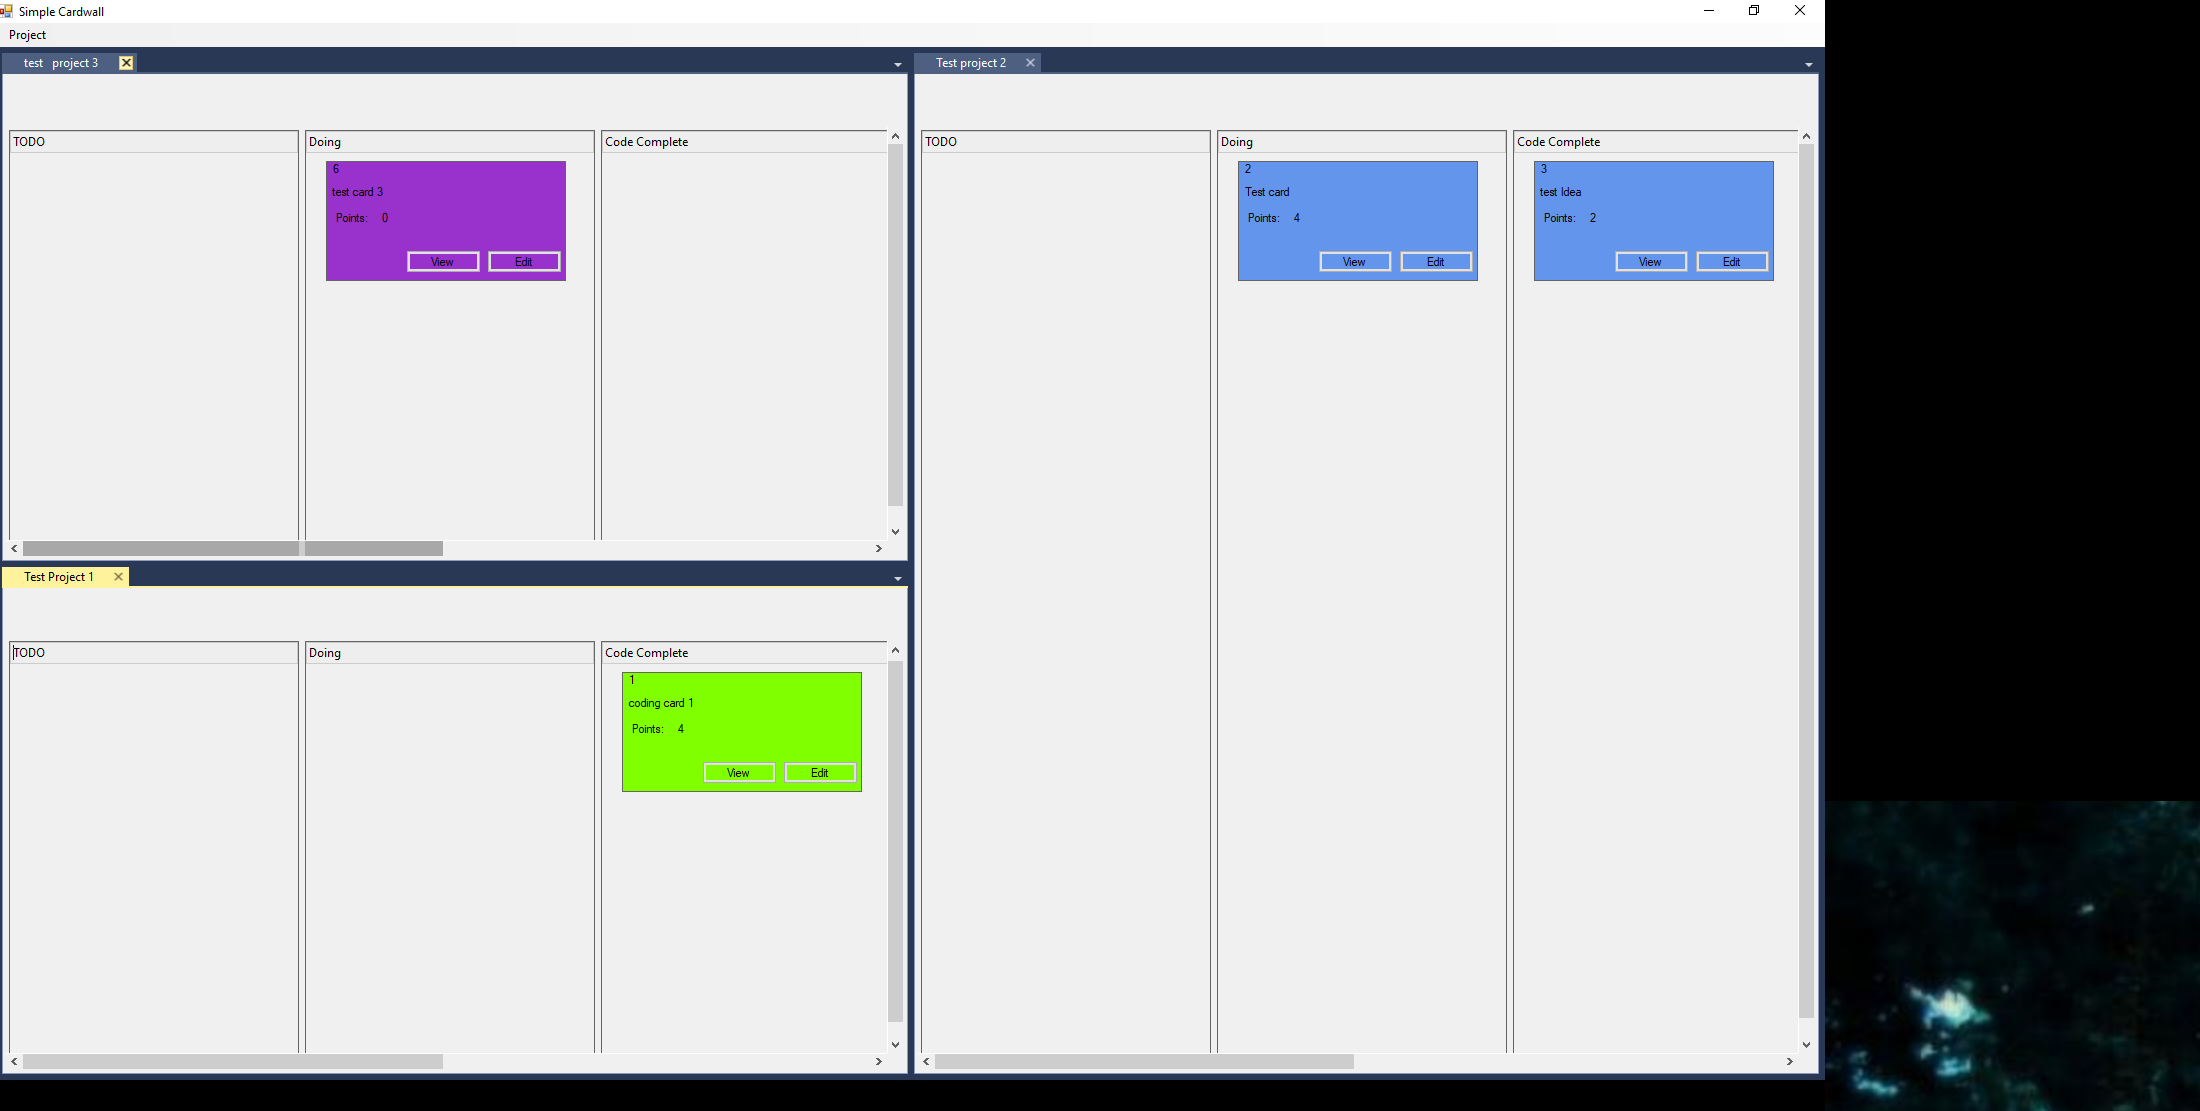 Simple Cardwall
Project
test project 3
TODO
Doing
Code Complete
6
test card 3
Points: 0
View Edit
Test Project 1
TODO
Doing
Code Complete
1
coding card 1
Points: 4
View Edit
Test project 2
TODO
Doing
Code Complete
2
Test card
Points: 4
View Edit
3
test Idea
Points: 2
View Edit